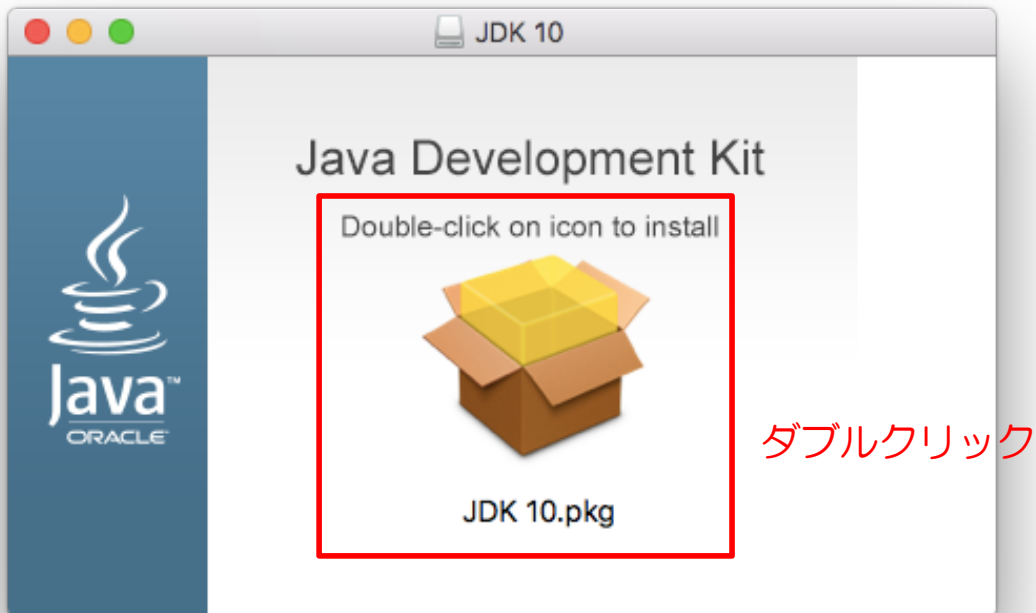 JDK 10
Java Development Kit
Double-click on icon to install
Java™
ORACLE
ダブルクリック
JDK 10.pkg